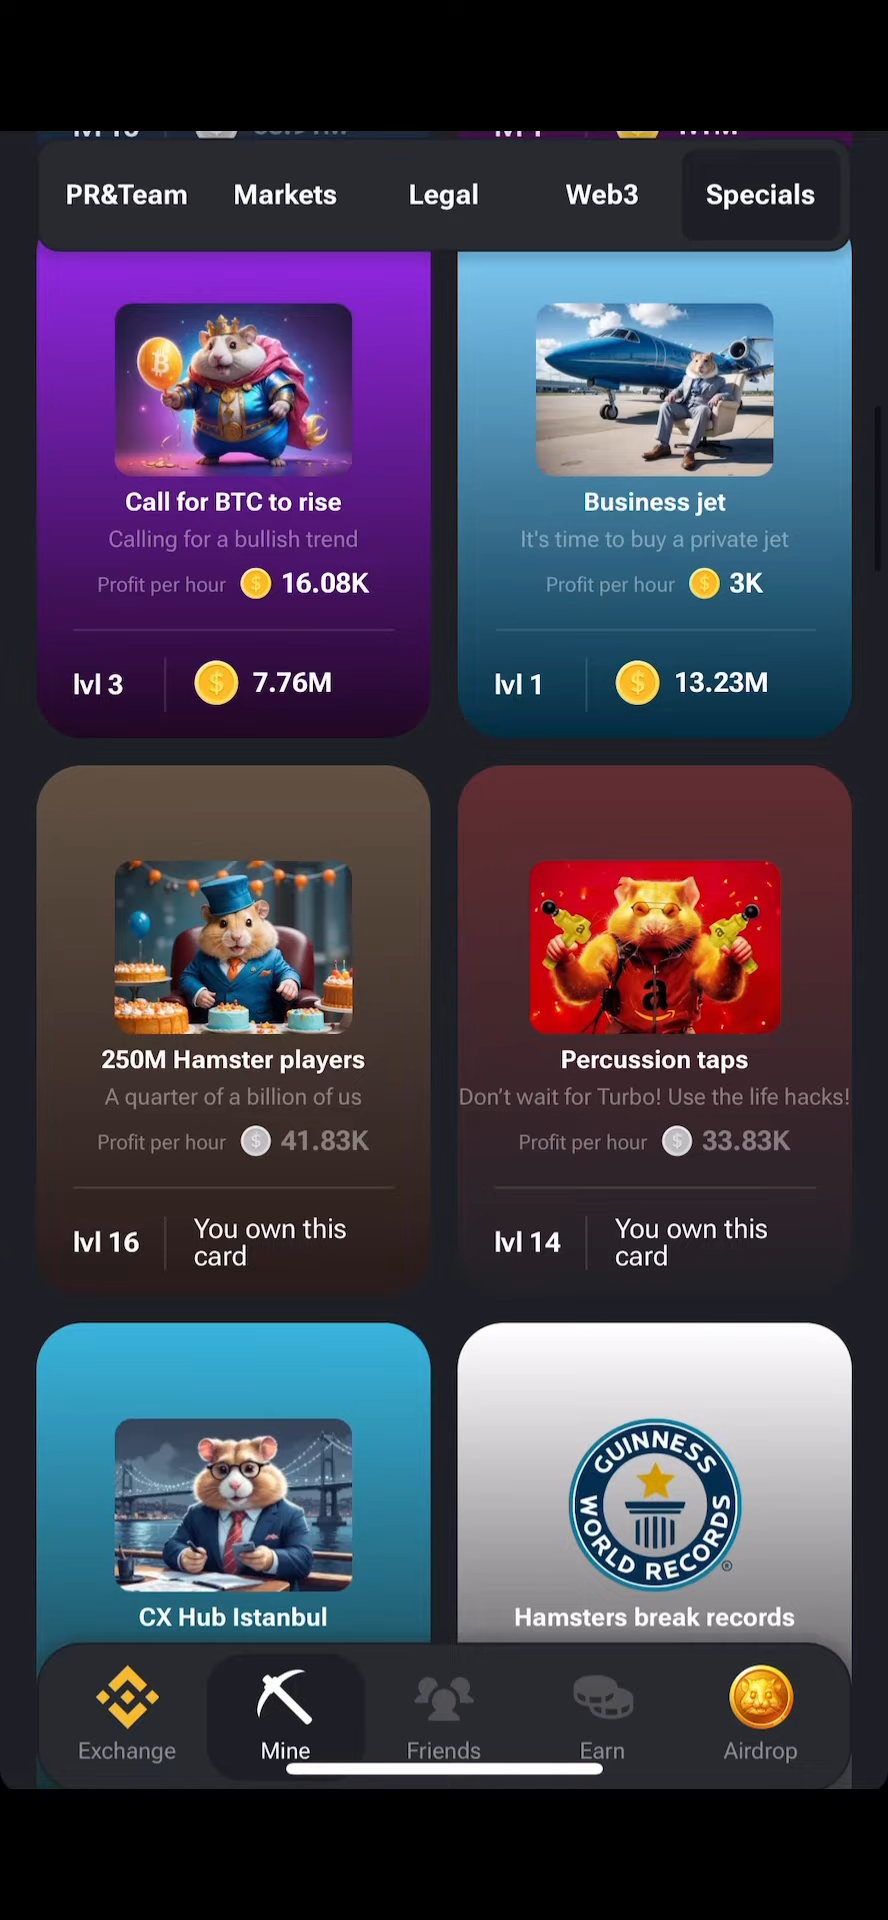 PR&Team Markets Legal Web3 Specials
Call for BTC to rise
Calling for a bullish trend
Profit per hour 16.08K
lvl 3 7.76M
Business jet
It's time to buy a private jet
Profit per hour 3K
lvl 1 13.23M
250M Hamster players
A quarter of a billion of us
Profit per hour 41.83K
lvl 16 You own this
card
Percussion taps
Don't wait for Turbo! Use the life hacks!
Profit per hour 33.83K
lvl 14 You own this
card
CX Hub Istanbul
GUINNESS
WORLD RECORDS
®
Hamsters break records
Exchange Mine Friends Earn Airdrop